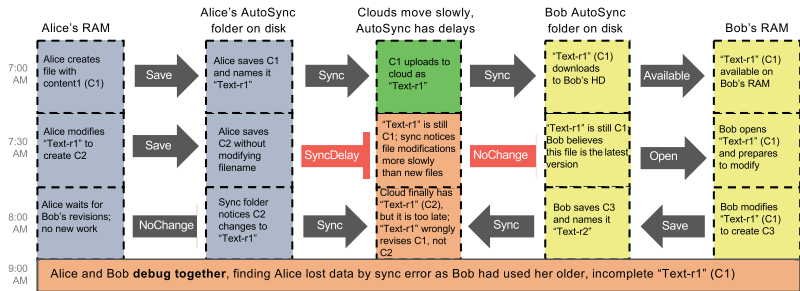 Alice's RAM
Alice's AutoSync
folder on disk
Clouds move slowly,
AutoSync has delays
Bob AutoSync
folder on disk
Bob's RAM
7:00
AM
Alice creates
file with
content1 (C1)
Save
Alice saves C1
and names it
"Text-r1"
Sync
C1 uploads to
cloud as
"Text-r1"
Sync
"Text-r1" (C1)
downloads
to Bob's HD
Available
"Text-r1" (C1)
available on
Bob's RAM
7:30
AM
Alice modifies
"Text-r1" to
create C2
Save
Alice saves
C2 without
modifying
filename
SyncDelay
"Text-r1" is still
C1; sync notices
file modifications
more slowly
than new files
NoChange
"Text-r1" is still C1;
Bob believes
this file is the latest
version
Open
Bob opens
"Text-r1" (C1)
and prepares
to modify
8:00
AM
Alice waits for
Bob's revisions;
no new work
NoChange
Sync folder
notices C2
changes to
"Text-r1"
Sync
Cloud finally has
"Text-r1" (C2),
but it is too late;
"Text-r1" wrongly
revises C1, not
C2
Sync
Bob saves C3
and names it
"Text-r2"
Save
Bob modifies
"Text-r1" (C1)
to create C3
9:00
AM
Alice and Bob debug together, finding Alice lost data by sync error as Bob had used her older, incomplete "Text-r1" (C1)